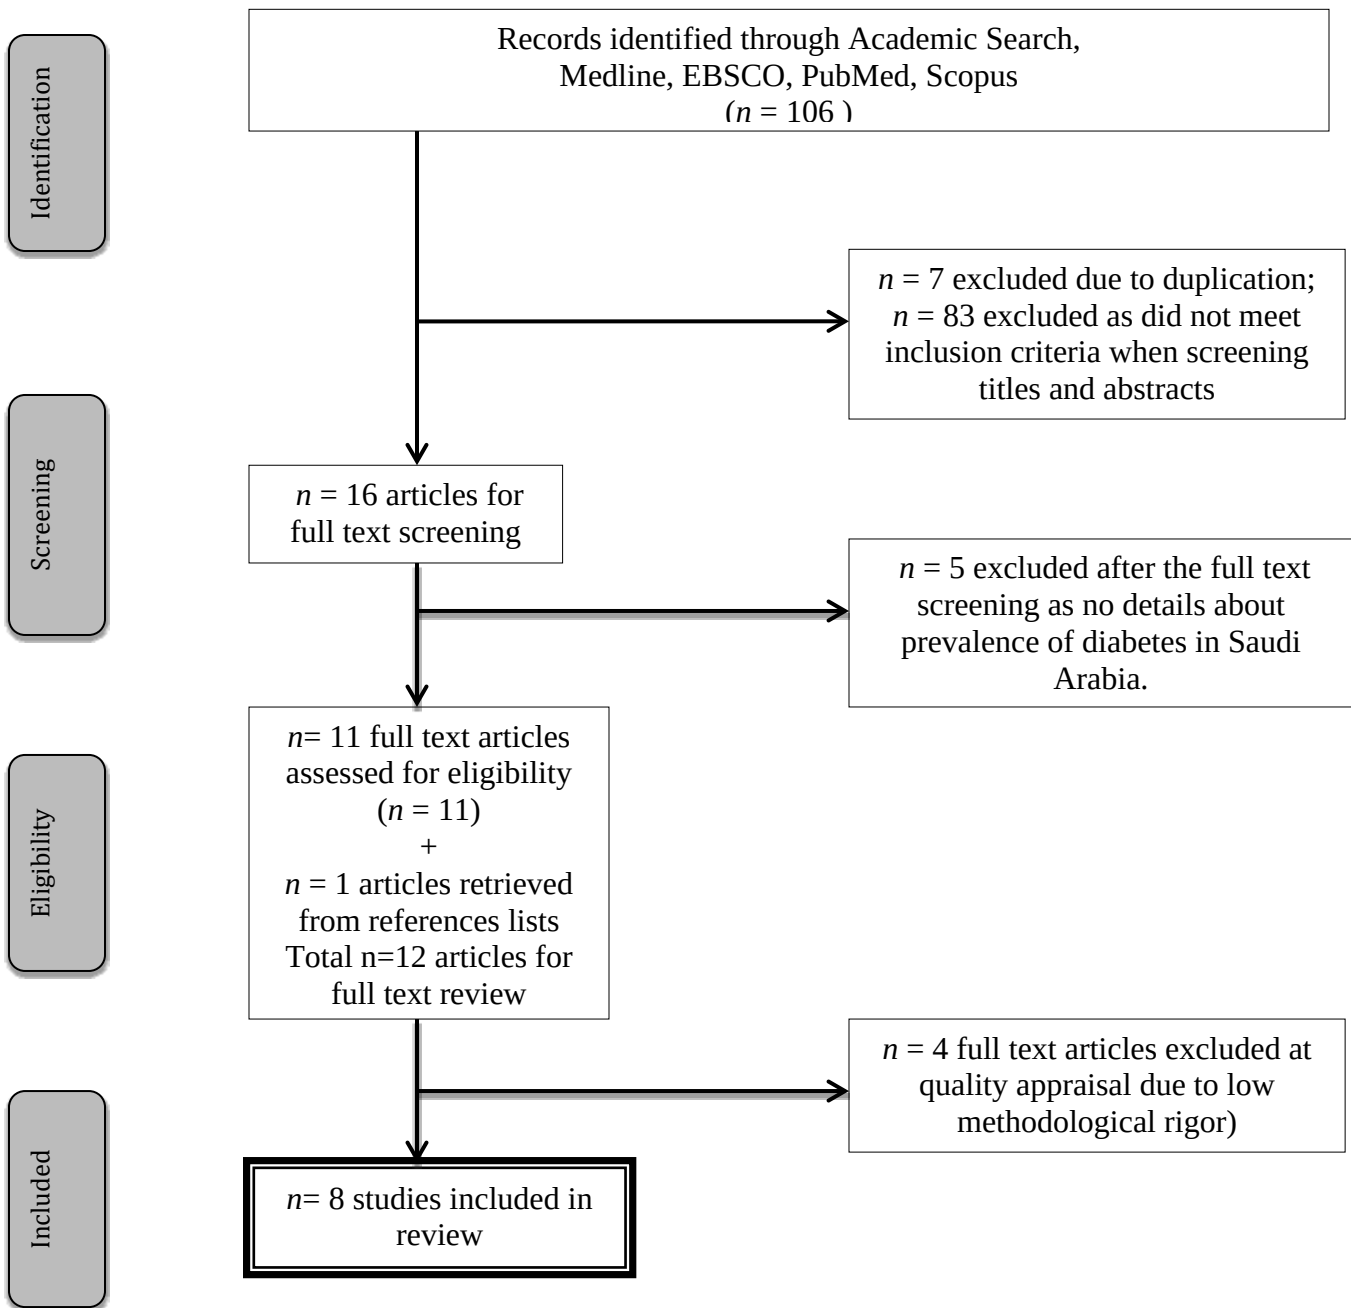 Identification
Records identified through Academic Search,
Medline, EBSCO, PubMed, Scopus
(n = 106 )
n = 7 excluded due to duplication;
n = 83 excluded as did not meet
inclusion criteria when screening
titles and abstracts
Screening
n = 16 articles for
full text screening
n = 5 excluded after the full text
screening as no details about
prevalence of diabetes in Saudi
Arabia.
Eligibility
n= 11 full text articles
assessed for eligibility
(n = 11)
+
n = 1 articles retrieved
from references lists
Total n=12 articles for
full text review
n = 4 full text articles excluded at
quality appraisal due to low
methodological rigor)
Included
n= 8 studies included in
review